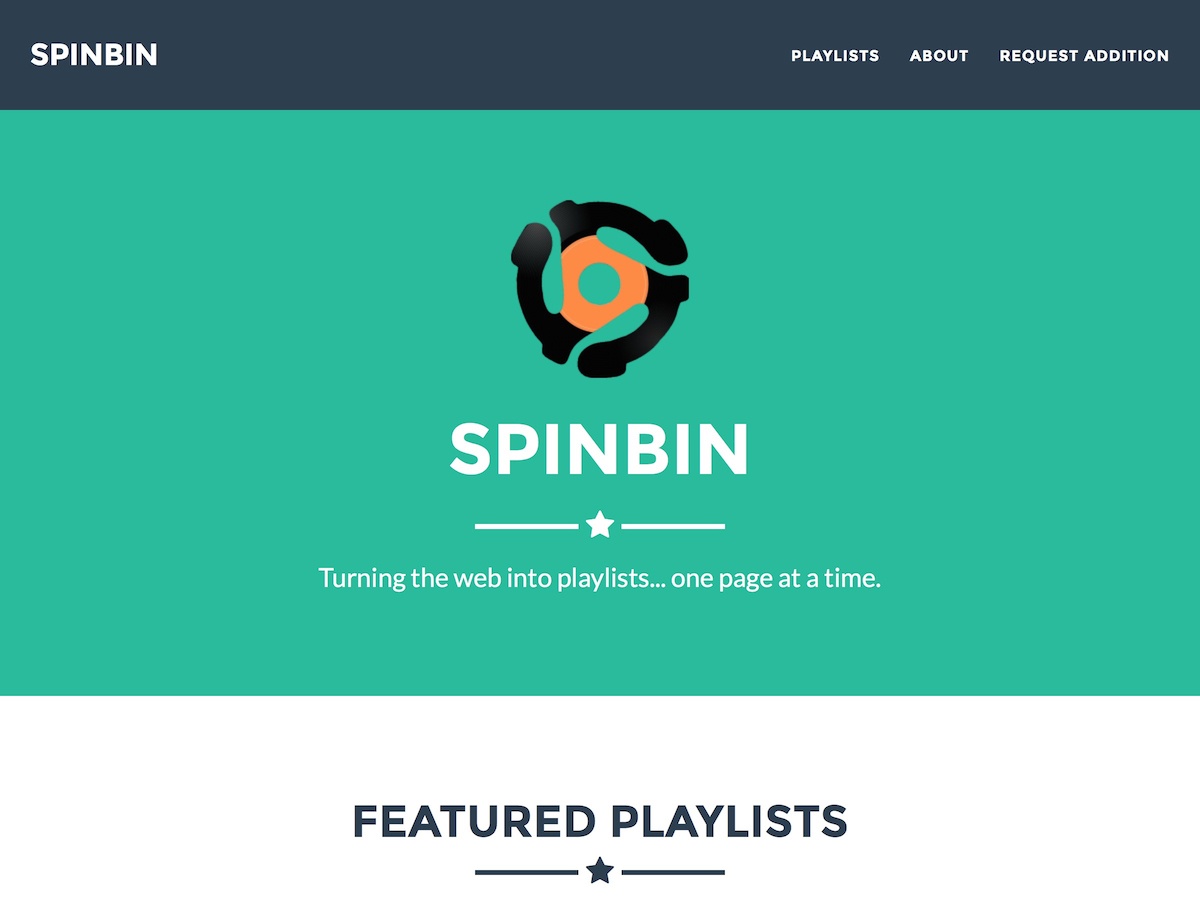 SPINBIN
PLAYLISTS ABOUT REQUEST ADDITION
SPINBIN
Turning the web into playlists... one page at a time.
FEATURED PLAYLISTS